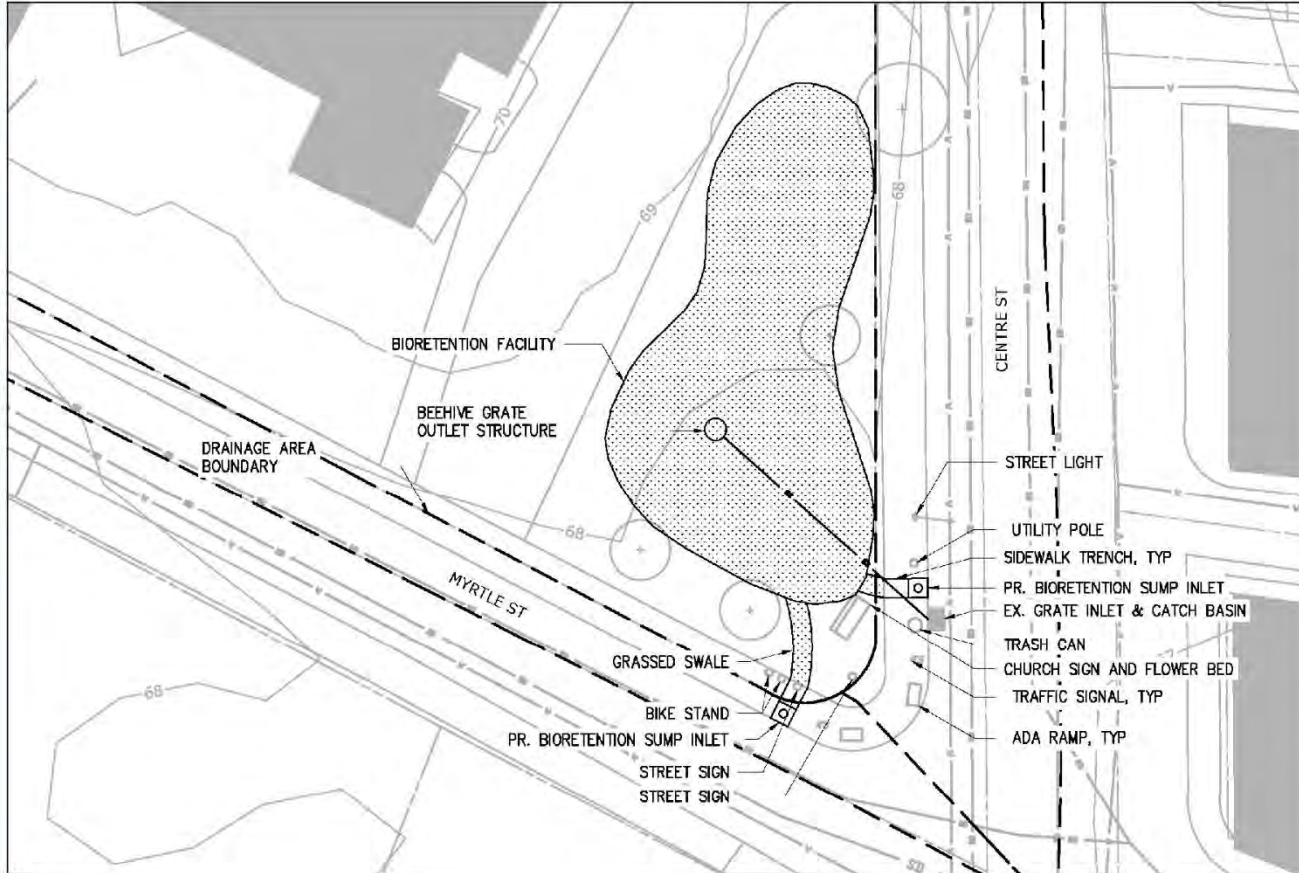 70
69
68
CENTRE ST
BIORETENTION FACILITY
BEEHIVE GRATE
OUTLET STRUCTURE
DRAINAGE AREA
BOUNDARY
68
MYRTLE ST
STREET LIGHT
UTILITY POLE
SIDEWALK TRENCH, TYP
PR. BIORETENTION SUMP INLET
EX. GRATE INLET & CATCH BASIN
TRASH CAN
CHURCH SIGN AND FLOWER BED
TRAFFIC SIGNAL, TYP
ADA RAMP, TYP
GRASSED SWALE
BIKE STAND
PR. BIORETENTION SUMP INLET
STREET SIGN
STREET SIGN
68
SD